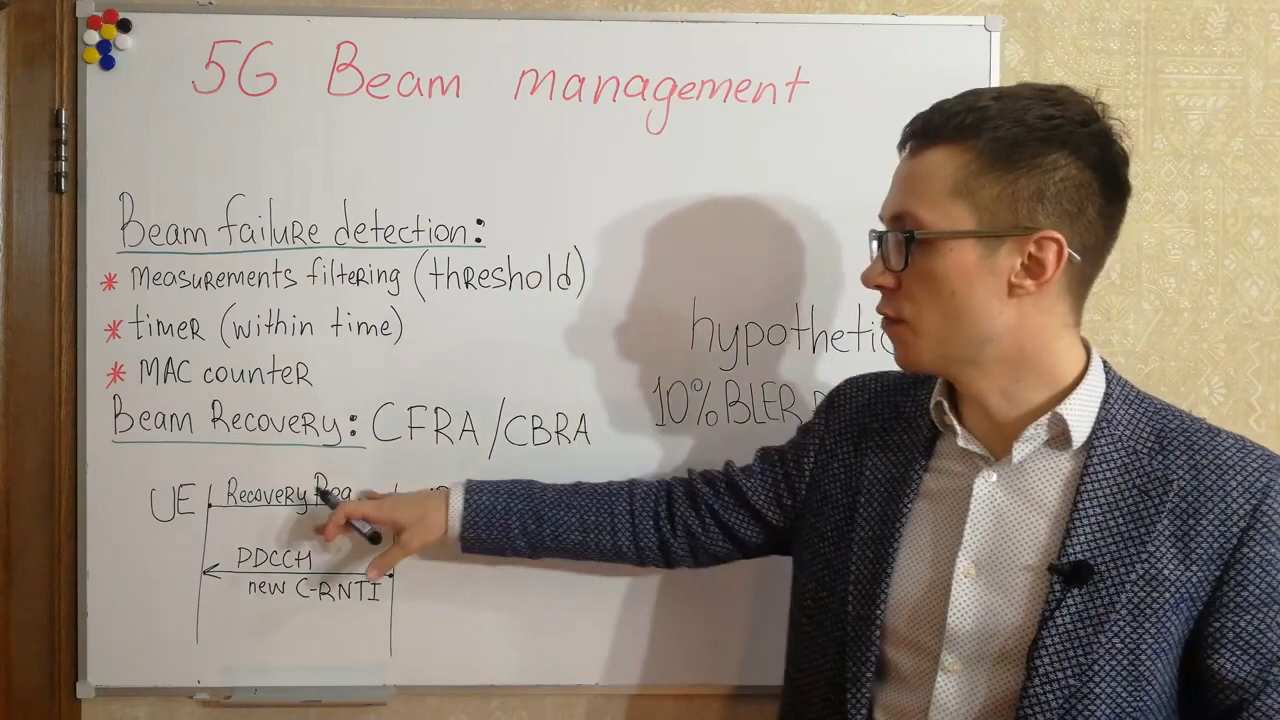 5G Beam management
Beam failure detection:
* measurements filtering (threshold)
* timer (within time)
* MAC counter
hypothetic
10% BLER
Beam Recovery: CFRA/CBRA
UE
Recovery Req
PDCCH
new C-RNTI